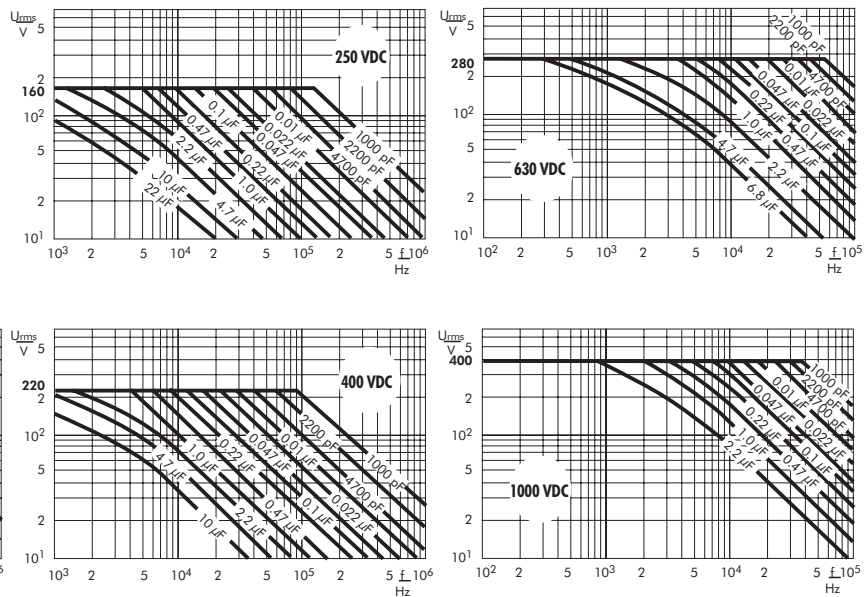 Urms
V
5
2
160
10²
5
2
10¹
250 VDC
1000 pF
2200 pF
4700 pF
0.01 µF
0.022 µF
0.047 µF
0.1 µF
0.22 µF
0.47 µF
1.0 µF
2.2 µF
4.7 µF
10 µF
22 µF
10³ 2 5 10⁴ 2 5 10⁵ 2 5 f 10⁶
Hz
Urms
V
5
280
2
10²
5
2
10¹
630 VDC
1000 pF
2200 pF
4700 pF
0.01 µF
0.022 µF
0.047 µF
0.1 µF
0.22 µF
0.47 µF
1.0 µF
2.2 µF
4.7 µF
6.8 µF
10² 2 5 10³ 2 5 10⁴ 2 f 10⁵
Hz
Urms
V
5
220
2
10²
5
2
10¹
400 VDC
1000 pF
2200 pF
4700 pF
0.01 µF
0.022 µF
0.047 µF
0.1 µF
0.22 µF
0.47 µF
1.0 µF
2.2 µF
4.7 µF
10 µF
6
10³ 2 5 10⁴ 2 5 10⁵ 2 5 f 10⁶
Hz
Urms
V
5
400
2
10²
5
2
10¹
1000 VDC
1000 pF
2200 pF
4700 pF
0.01 µF
0.022 µF
0.047 µF
0.1 µF
0.22 µF
0.47 µF
1.0 µF
2.2 µF
10² 2 5 10³ 2 5 10⁴ 2 f 10⁵
Hz